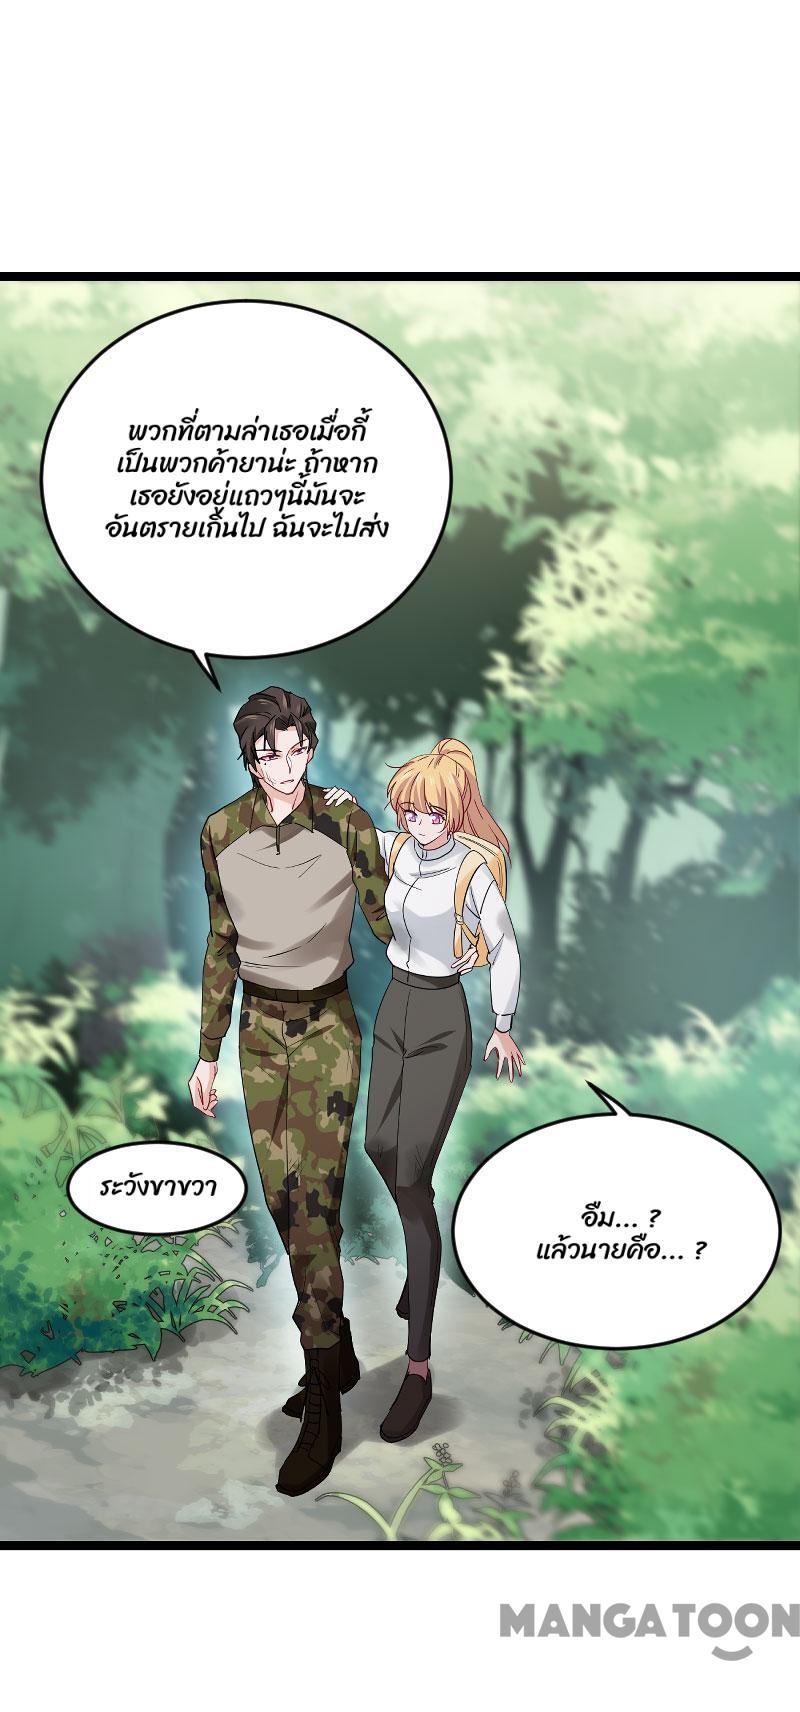 พวกที่ตามล่าเธอเมื่อกี้
เป็นพวกค้ายาน่ะ ถ้าหาก
เธอยังอยู่แถวๆนี้มันจะ
อันตรายเกินไป ฉันจะไปส่ง
ระวังขาขวา
อืม... ?
แล้วนายคือ... ?
MANGATOON